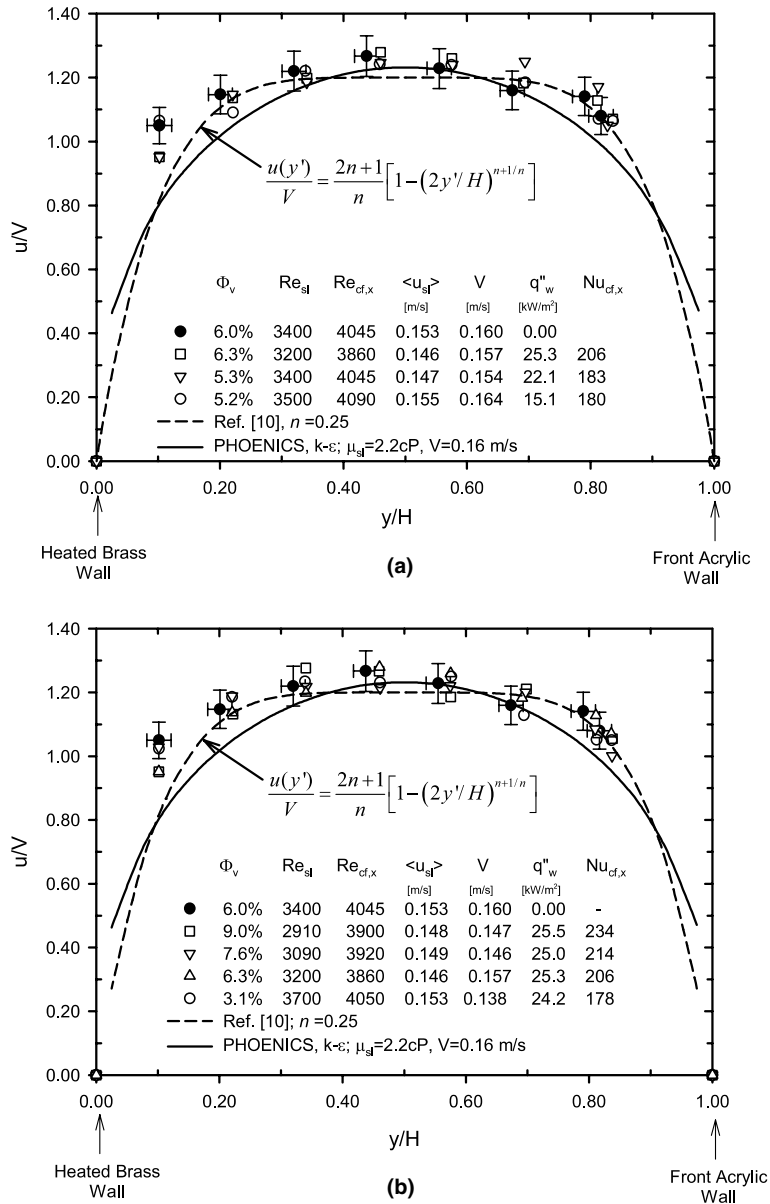 1.40
1.20
1.00
0.80
0.60
0.40
0.20
0.00
u/V
u(y')/V = 2n+1/n [1−(2y'/H)^{n+1/n}]
Φv Resl Recf,x <usl> V q"w Nucf,x
[m/s] [m/s] [kW/m²]
6.0% 3400 4045 0.153 0.160 0.00
6.3% 3200 3860 0.146 0.157 25.3 206
5.3% 3400 4045 0.147 0.154 22.1 183
5.2% 3500 4090 0.155 0.164 15.1 180
Ref. [10], n =0.25
PHOENICS, k-ε; μsl=2.2cP, V=0.16 m/s
0.00 0.20 0.40 0.60 0.80 1.00
y/H
Heated Brass
Wall
(a)
Front Acrylic
Wall
1.40
1.20
1.00
0.80
0.60
0.40
0.20
0.00
u/V
u(y')/V = 2n+1/n [1−(2y'/H)^{n+1/n}]
Φv Resl Recf,x <usl> V q"w Nucf,x
[m/s] [m/s] [kW/m²]
6.0% 3400 4045 0.153 0.160 0.00 -
9.0% 2910 3900 0.148 0.147 25.5 234
7.6% 3090 3920 0.149 0.146 25.0 214
6.3% 3200 3860 0.146 0.157 25.3 206
3.1% 3700 4050 0.153 0.138 24.2 178
Ref. [10]; n =0.25
PHOENICS, k-ε; μsl=2.2cP, V=0.16 m/s
0.00 0.20 0.40 0.60 0.80 1.00
y/H
Heated Brass
Wall
(b)
Front Acrylic
Wall